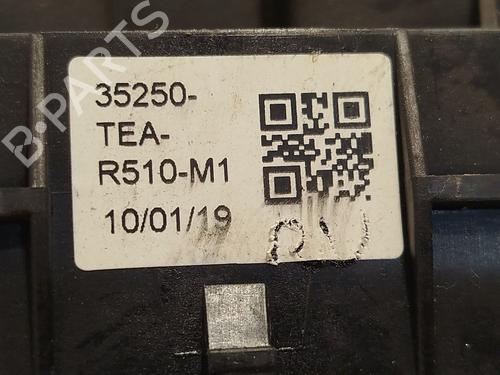 35250-
TEA-
R510-M1
10/01/19
B-PARTS